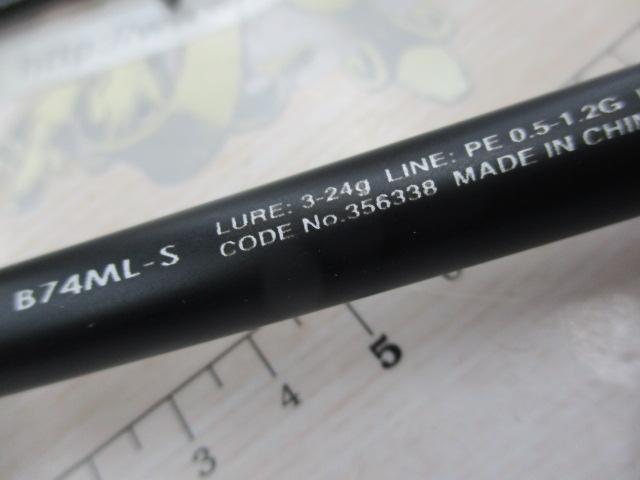 B74ML-S
LURE: 3-24g LINE: PE 0.5-1.2G
CODE No.356338 MADE IN CHIN
3
4
5